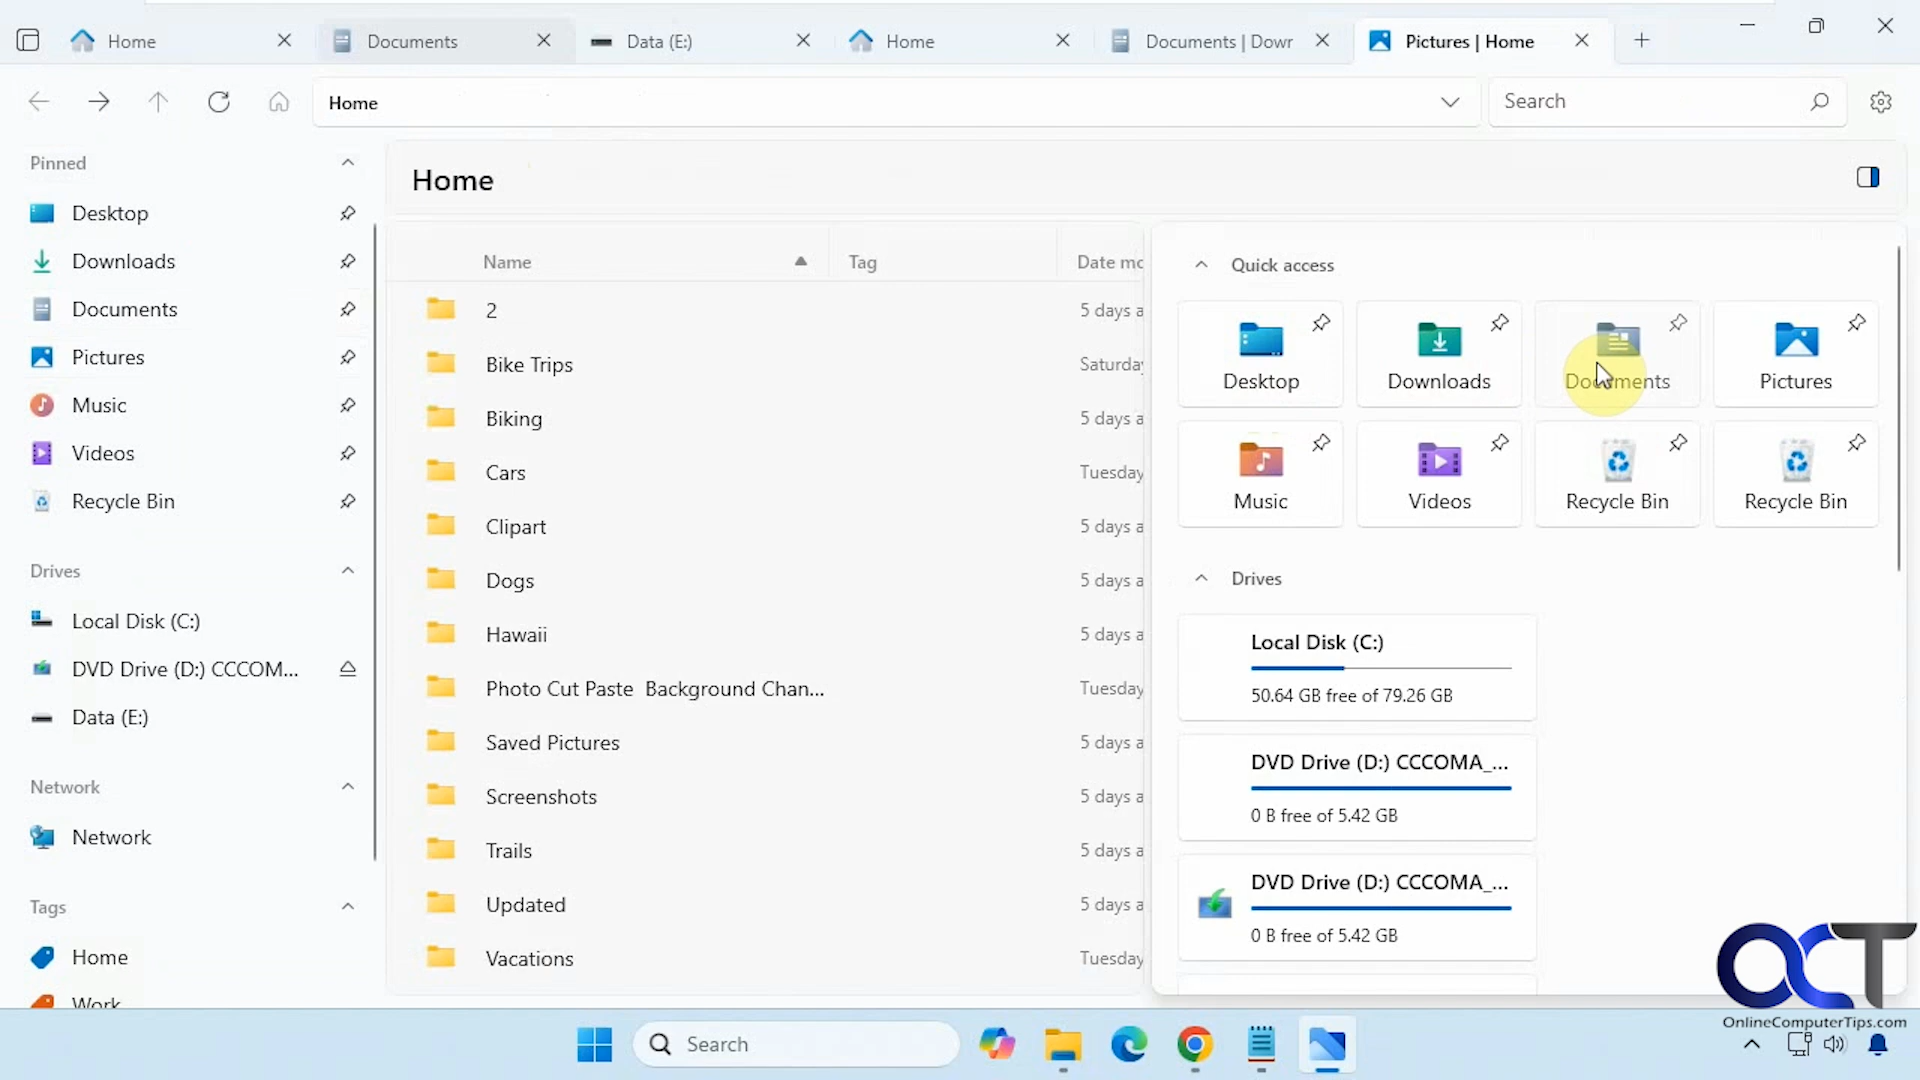 Home
Documents
Data (E:)
Home
Documents | Dowr
Pictures | Home
Home
Search
Pinned
Desktop
Downloads
Documents
Pictures
Music
Videos
Recycle Bin
Drives
Local Disk (C:)
DVD Drive (D:) CCCOM...
Data (E:)
Network
Network
Tags
Home
Work
Home
Name Tag Date mo
2 5 days a
Bike Trips Saturday
Biking 5 days a
Cars Tuesday
Clipart 5 days a
Dogs 5 days a
Hawaii 5 days a
Photo Cut Paste Background Chan... Tuesday
Saved Pictures 5 days a
Screenshots 5 days a
Trails 5 days a
Updated 5 days a
Vacations Tuesday
Quick access
Desktop Downloads Documents Pictures
Music Videos Recycle Bin Recycle Bin
Drives
Local Disk (C:)
50.64 GB free of 79.26 GB
DVD Drive (D:) CCCOMA_...
0 B free of 5.42 GB
DVD Drive (D:) CCCOMA_...
0 B free of 5.42 GB
OCT
OnlineComputerTips.com
Search